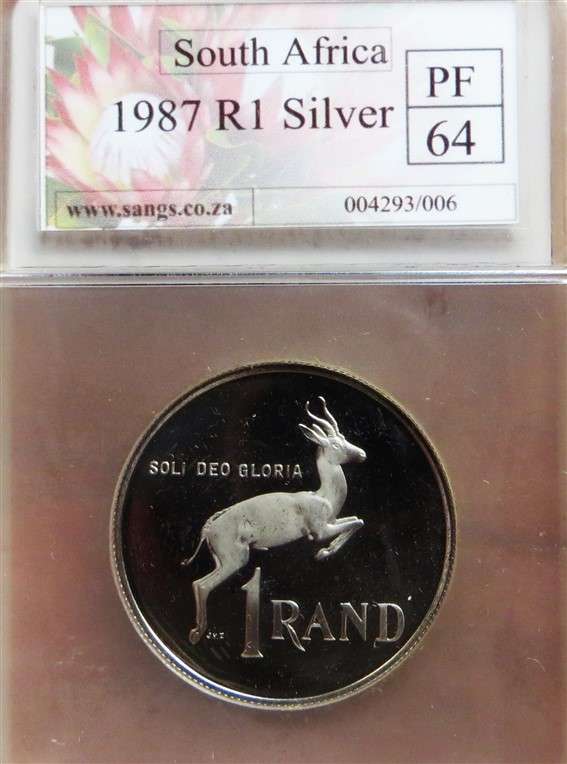 South Africa
1987 R1 Silver
PF
64
www.sangs.co.za
004293/006
SOLI DEO GLORIA
1 RAND